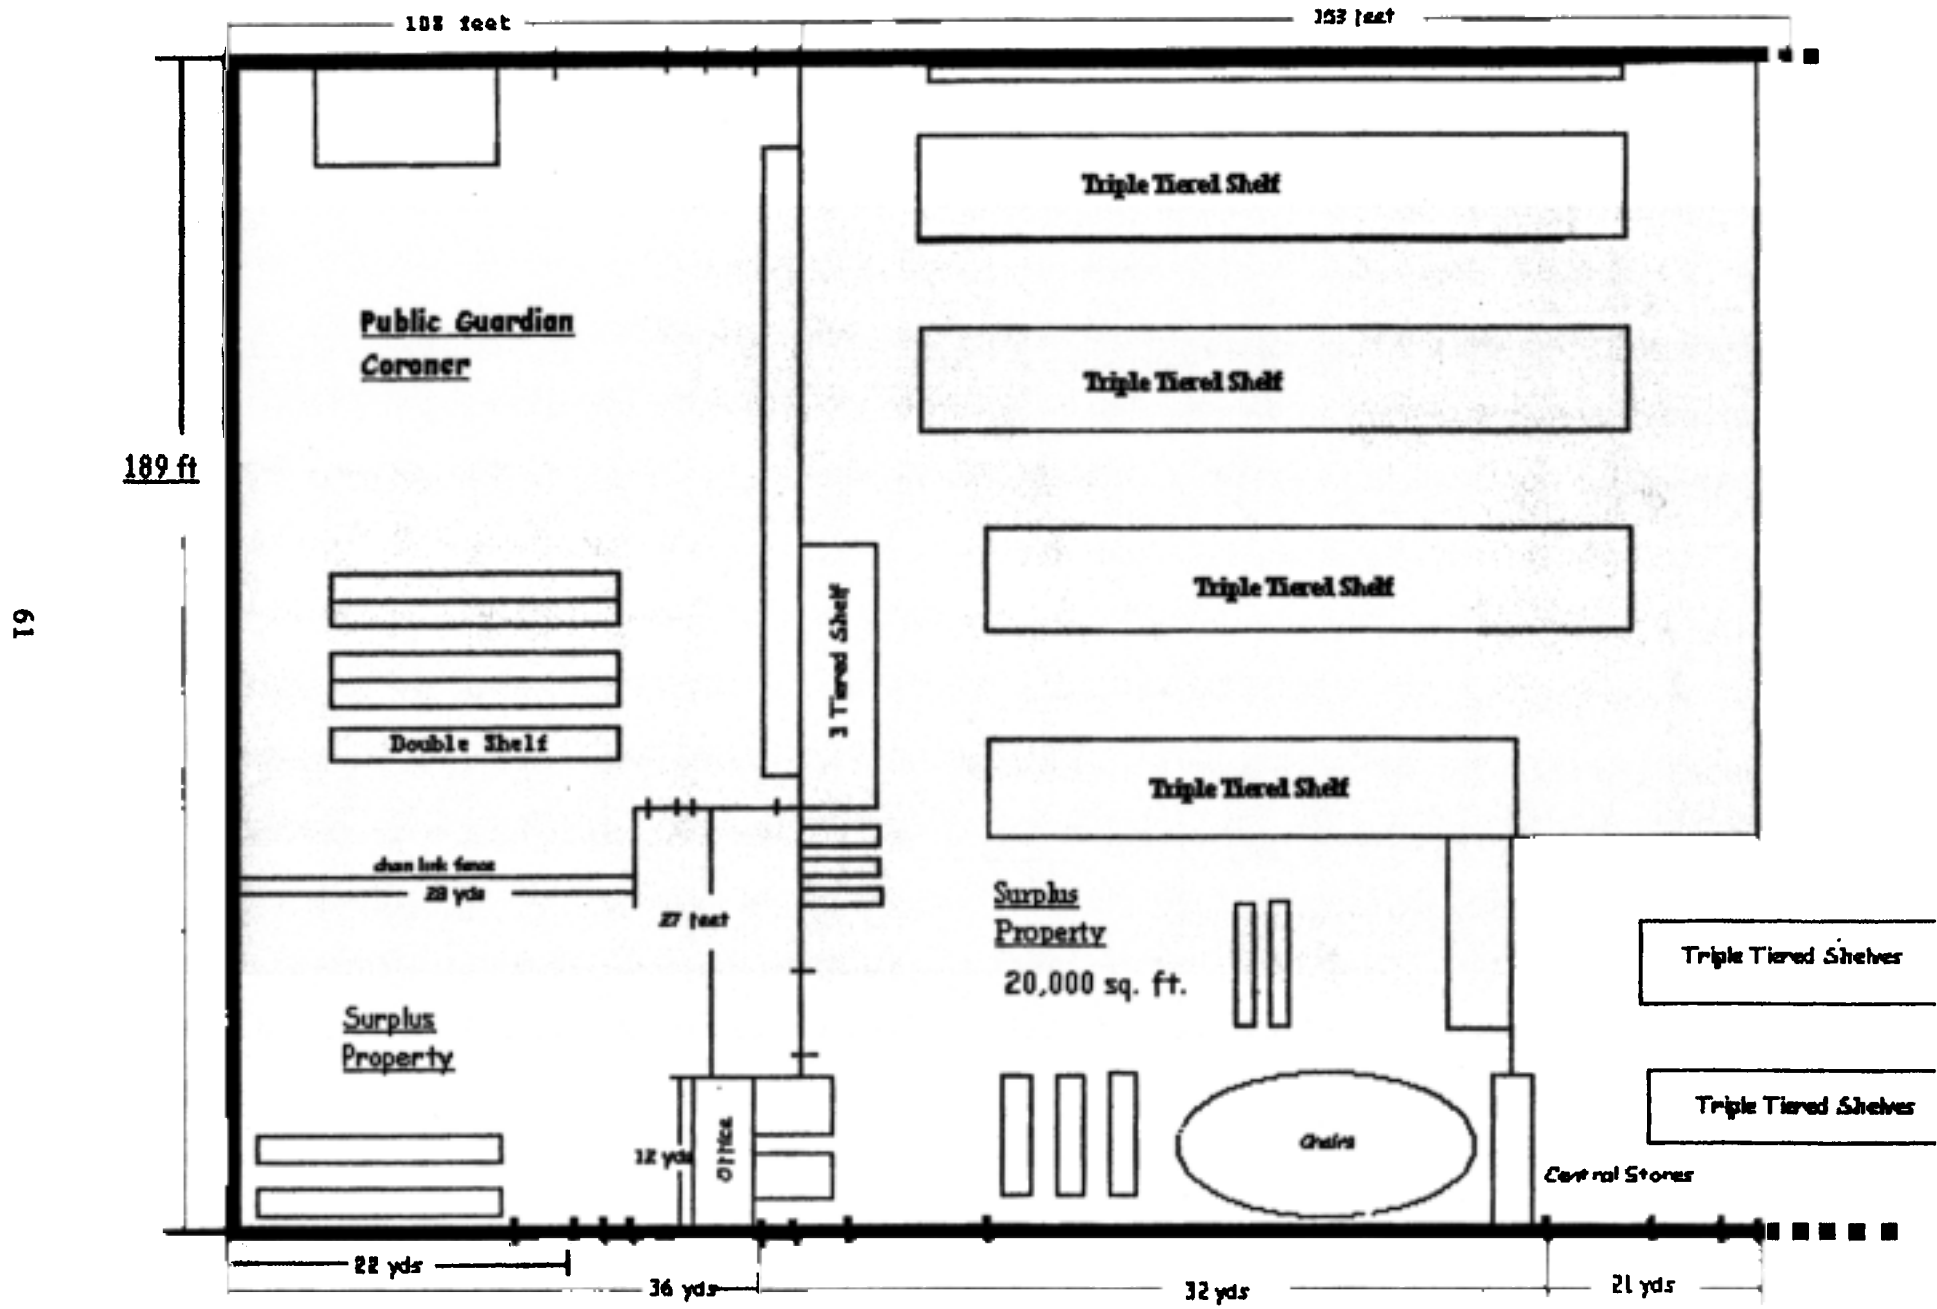 108 feet
153 feet
Triple Tiered Shelf
Public Guardian
Coroner
Triple Tiered Shelf
189 ft
Triple Tiered Shelf
61
3 Tiered Shelf
Double Shelf
Triple Tiered Shelf
chain link fence
28 yds
27 feet
Surplus
Property
20,000 sq. ft.
Triple Tiered Shelves
Surplus
Property
Triple Tiered Shelves
Office
12 yds
Chairs
Central Stores
22 yds
36 yds
32 yds
21 yds